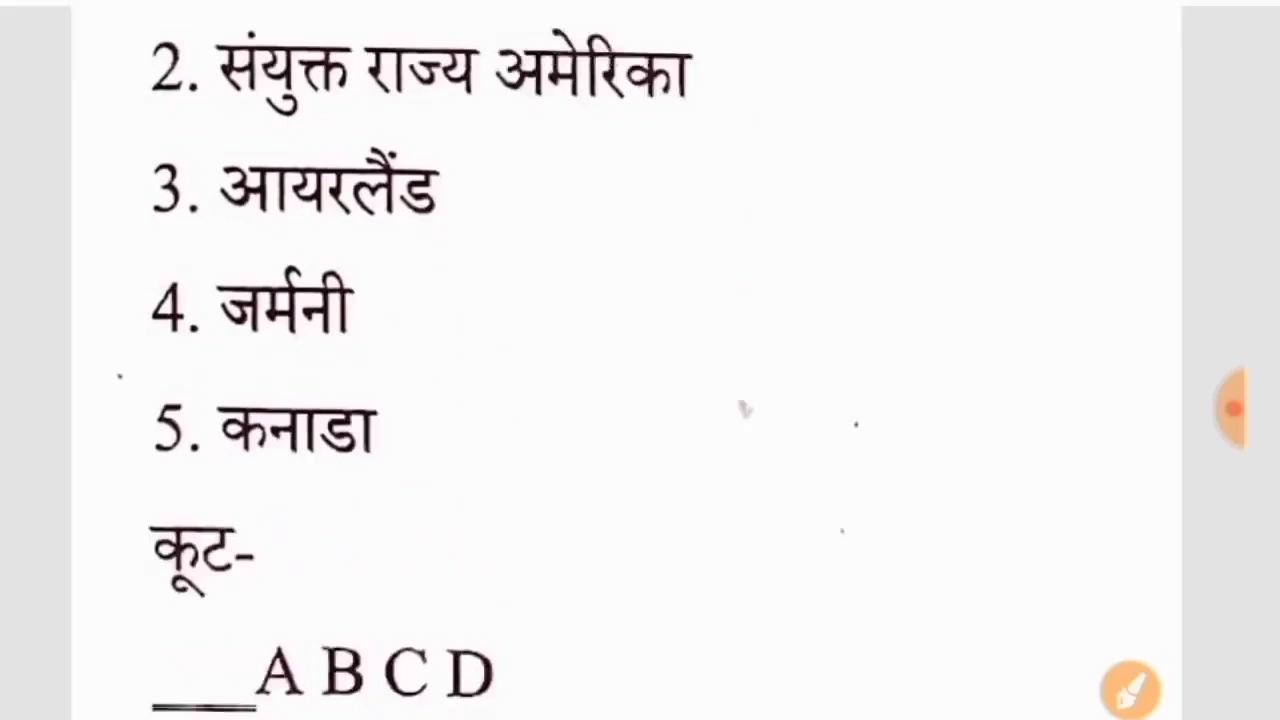 2. संयुक्त राज्य अमेरिका
3. आयरलैंड
4. जर्मनी
5. कनाडा
कूट-
A B C D